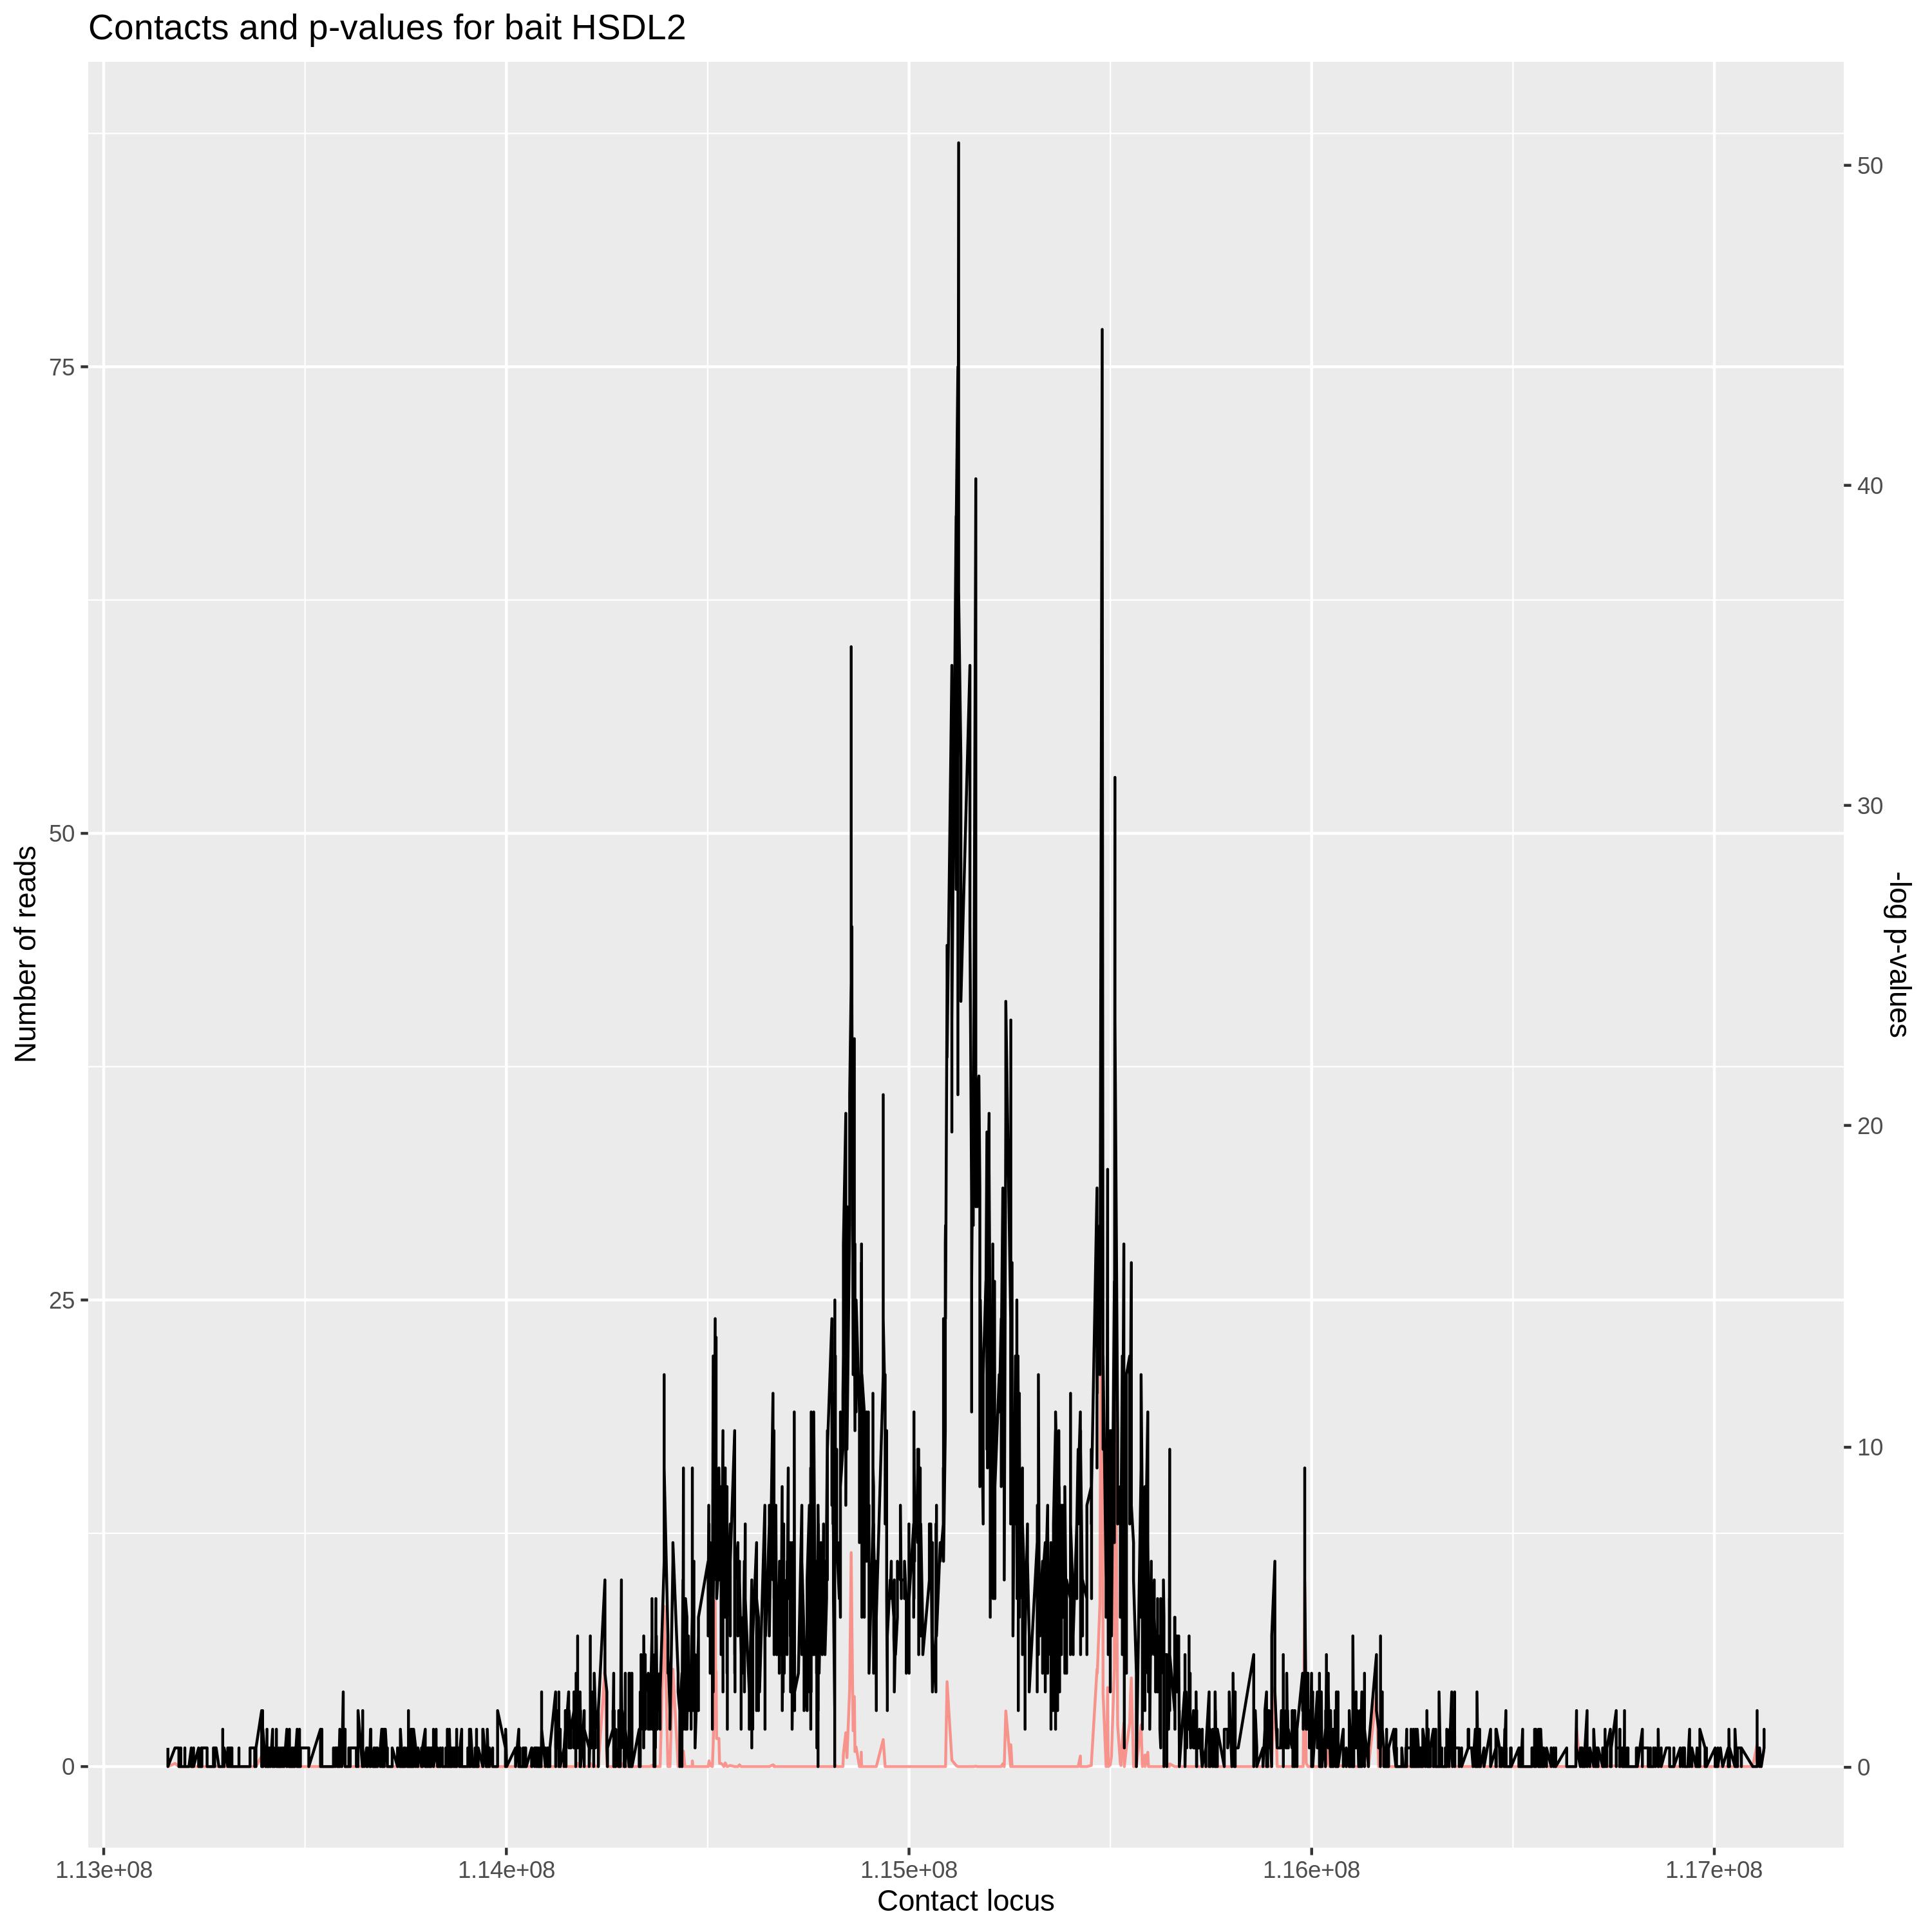 Contacts and p-values for bait HSDL2
Number of reads
75
50
25
0
50
40
30
20
10
0
-log p-values
1.13e+08 1.14e+08 1.15e+08 1.16e+08 1.17e+08
Contact locus